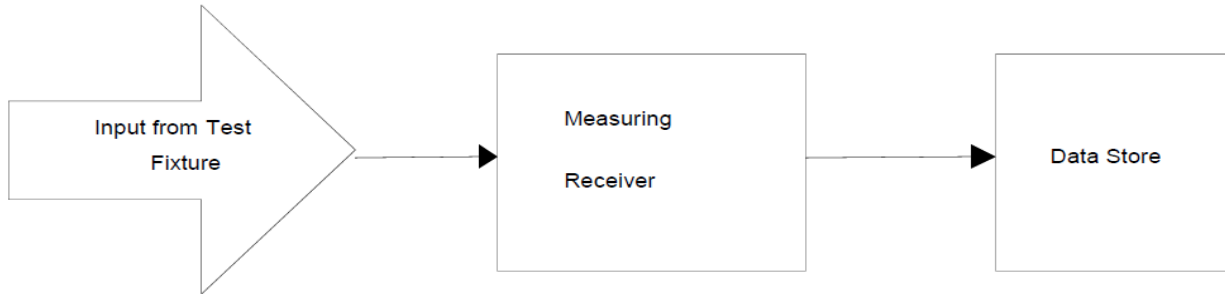 Input from Test
Fixture
Measuring
Receiver
Data Store